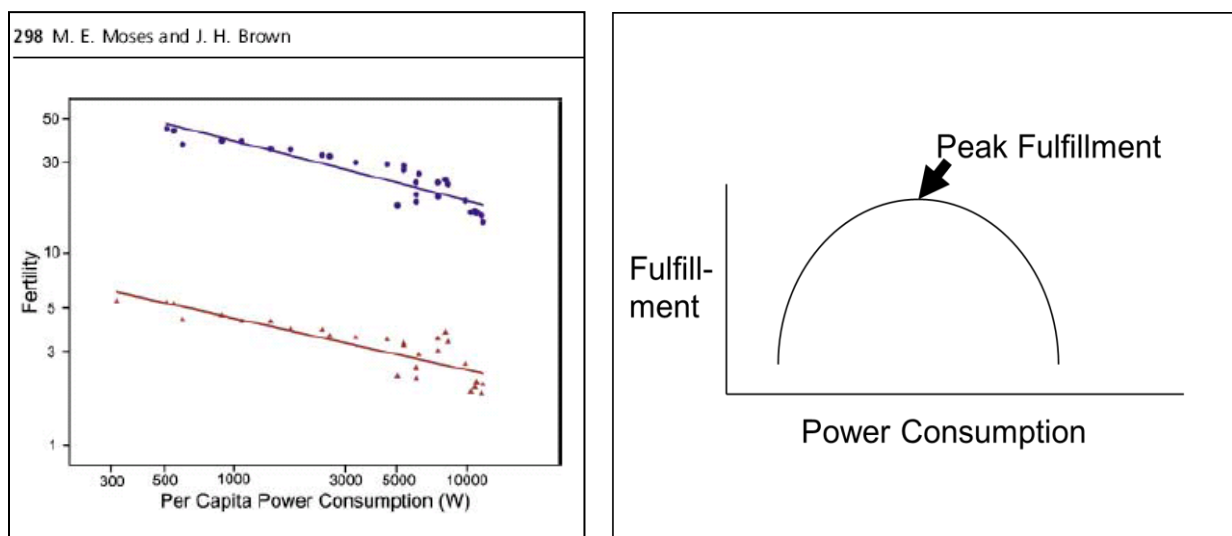 298 M. E. Moses and J. H. Brown
50
30
10
5
3
1
Fertility
300 500 1000 3000 5000 10000
Per Capita Power Consumption (W)
Peak Fulfillment
Fulfill-
ment
Power Consumption